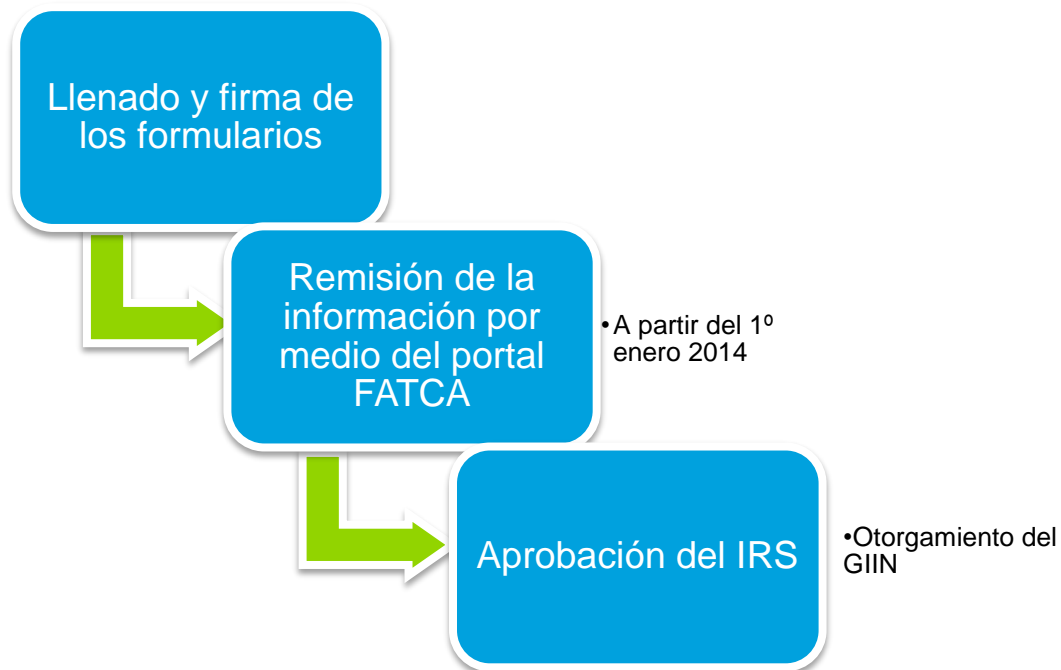 Llenado y firma de
los formularios
Remisión de la
información por
medio del portal
FATCA
•A partir del 1º
enero 2014
Aprobación del IRS
•Otorgamiento del
GIIN